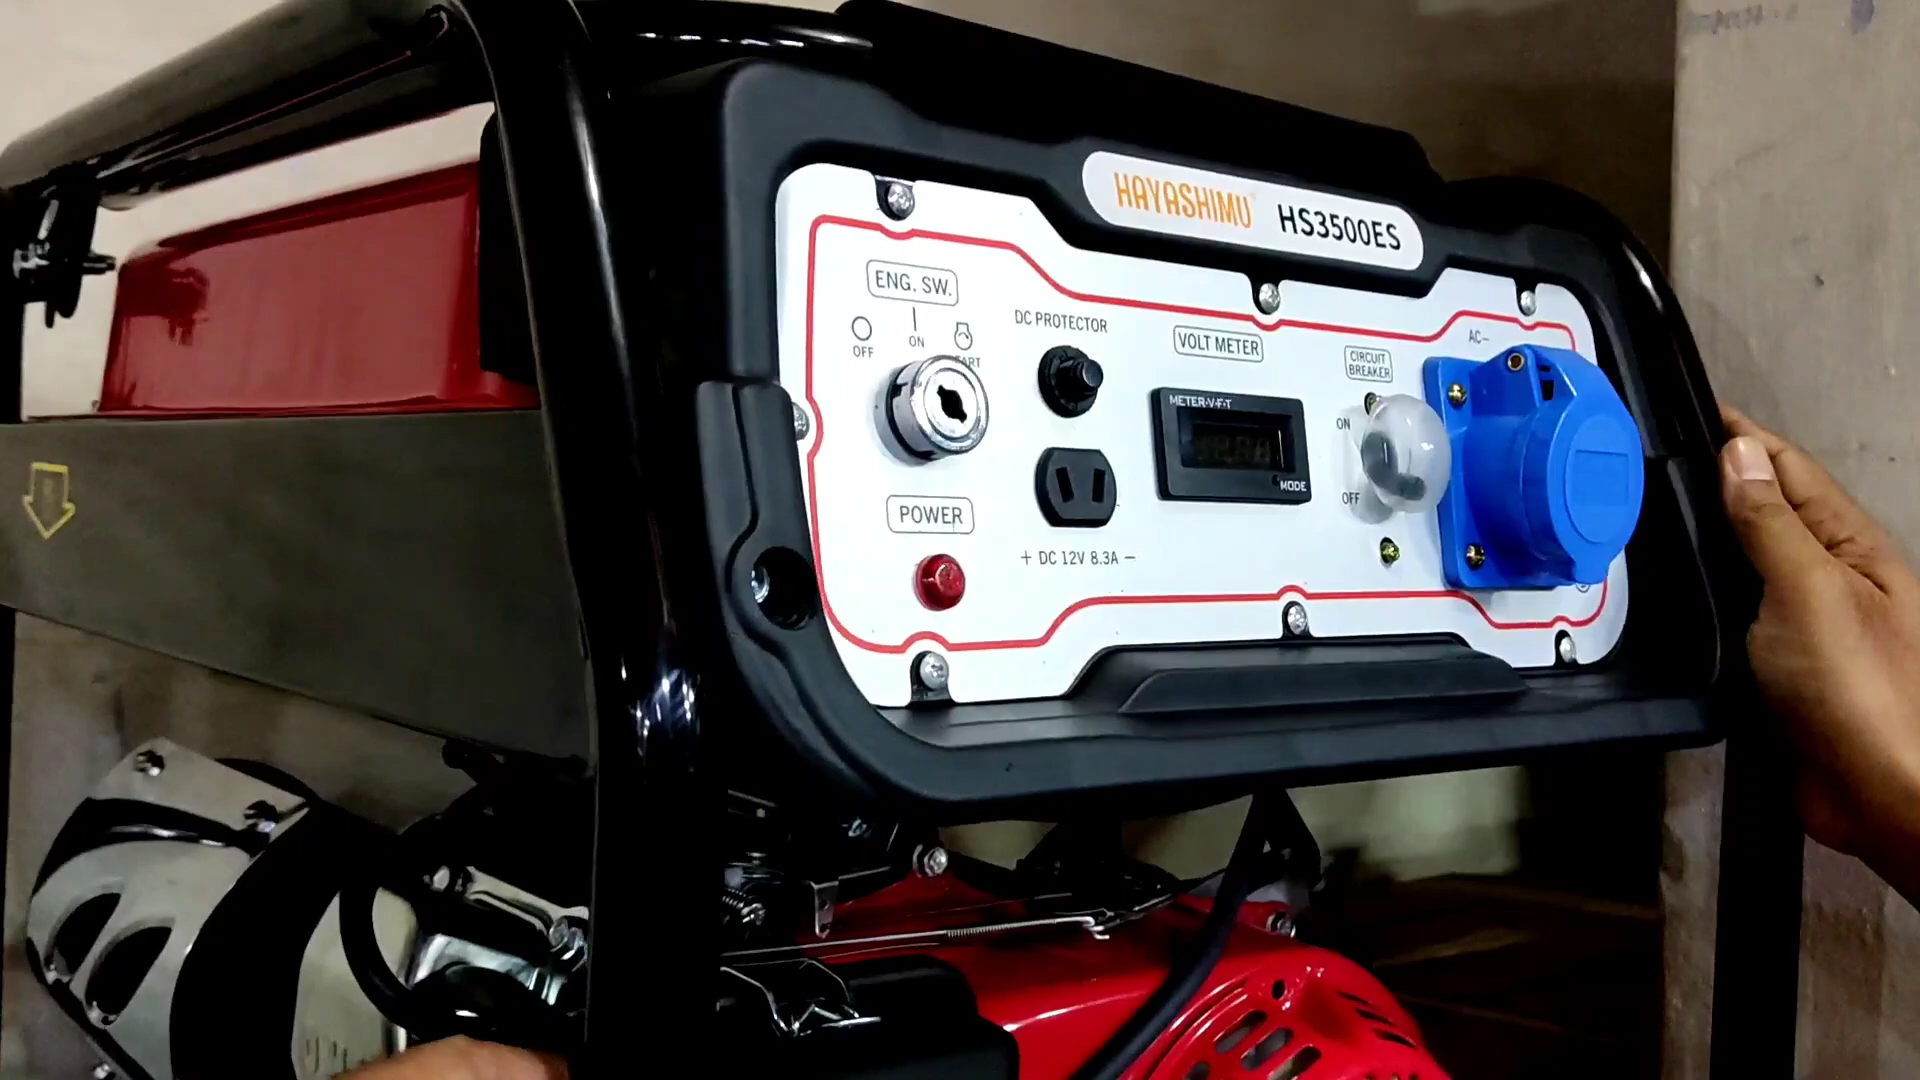 HAYASHIMU HS3500ES
ENG. SW.
OFF
ON
DC PROTECTOR
VOLT METER
CIRCUIT
BREAKER
AC~
METER·V·F·T
MODE
ON
OFF
POWER
+ DC 12V 8.3A −